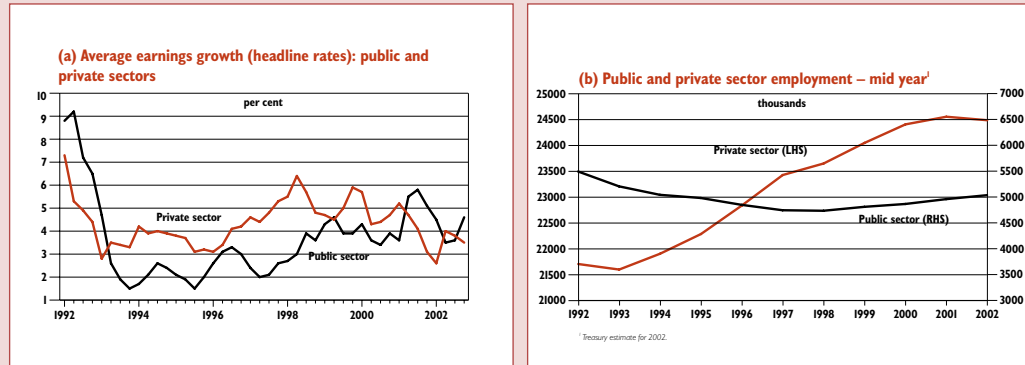 (a) Average earnings growth (headline rates): public and
private sectors
per cent
10
9
8
7
6
5
4
3
2
1
Private sector
Public sector
1992 1994 1996 1998 2000 2002
(b) Public and private sector employment – mid year¹
thousands
25000
24500
24000
23500
23000
22500
22000
21500
21000
7000
6500
6000
5500
5000
4500
4000
3500
3000
Private sector (LHS)
Public sector (RHS)
1992 1993 1994 1995 1996 1997 1998 1999 2000 2001 2002
¹ Treasury estimate for 2002.